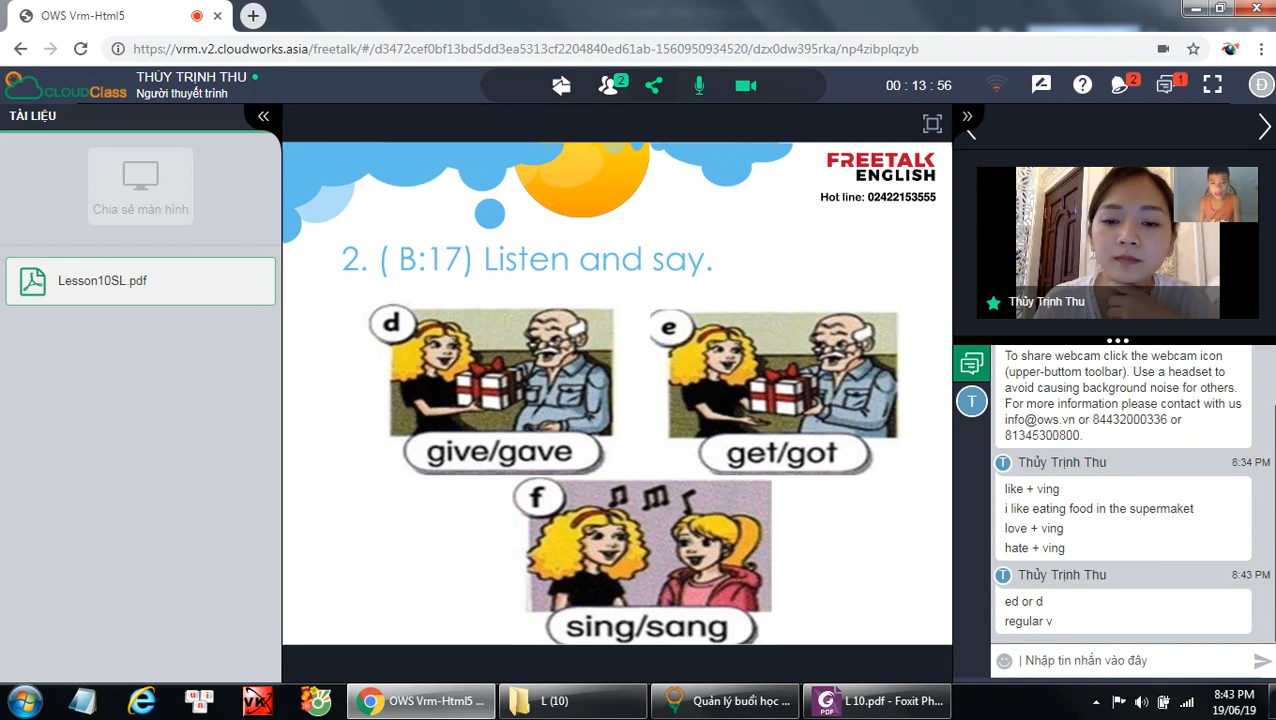 OWS Vrm-Html5
https://vrm.v2.cloudworks.asia/freetalk/#/d3472cef0bf13bd5dd3ea5313cf2204840ed61ab-1560950934520/dzx0dw395rka/np4zibplqzyb
CLOUDClass
THỦY TRỊNH THU
Người thuyết trình
2
00 : 13 : 56
2
1
Đ
TÀI LIỆU
Chia sẻ màn hình
Lesson10SL.pdf
FREETALK
ENGLISH
Hot line: 02422153555
2. ( B:17) Listen and say.
d
give/gave
e
get/got
f
sing/sang
Thủy Trịnh Thu
To share webcam click the webcam icon
(upper-buttom toolbar). Use a headset to
avoid causing background noise for others.
For more information please contact with us
info@ows.vn or 84432000336 or
81345300800.
T
T Thủy Trịnh Thu 8:34 PM
like + ving
i like eating food in the supermaket
love + ving
hate + ving
T Thủy Trịnh Thu 8:43 PM
ed or d
regular v
Nhập tin nhắn vào đây
OWS Vrm-Html5 ...
L (10)
Quản lý buổi học ...
L 10.pdf - Foxit Ph...
8:43 PM
19/06/19